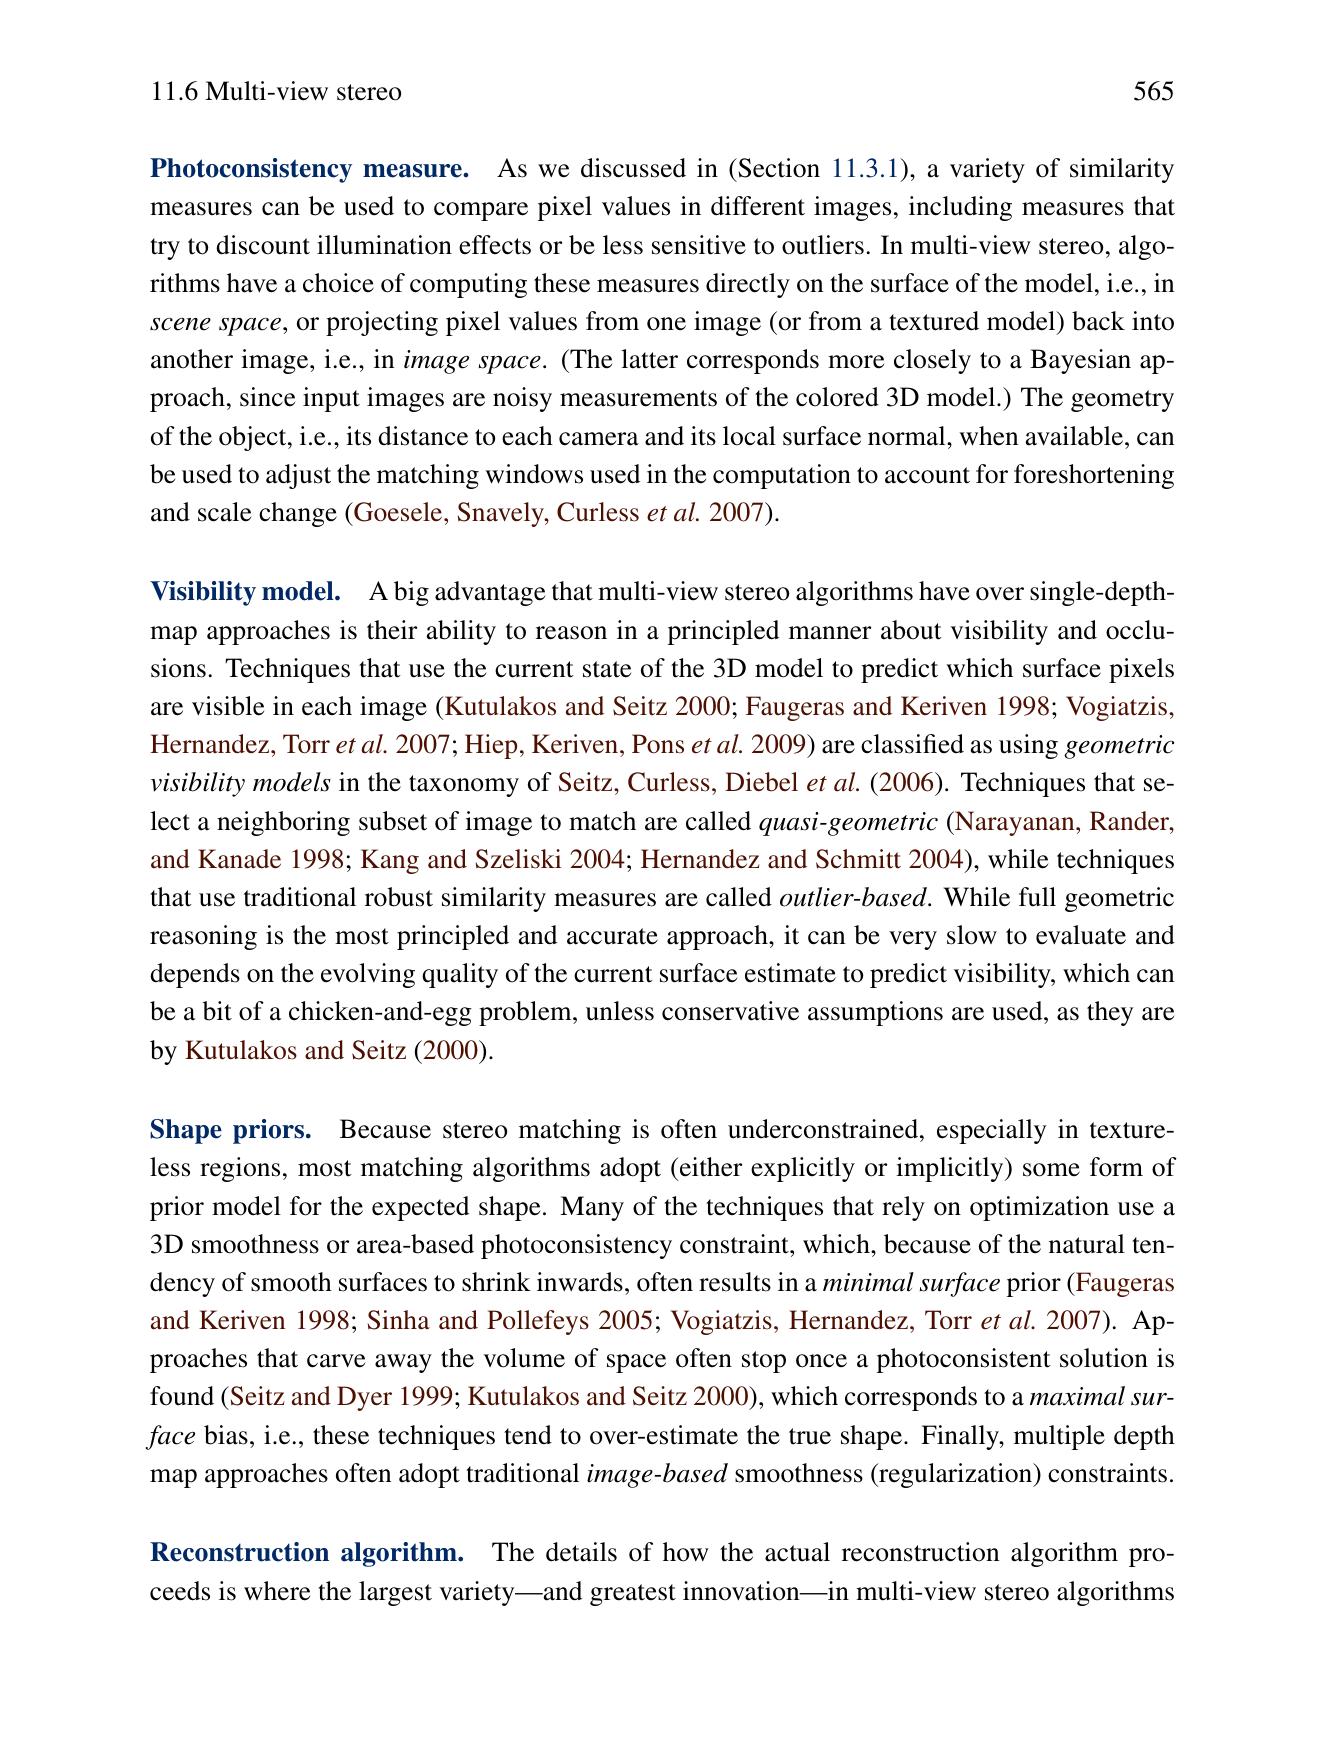 11.6 Multi-view stereo 565
Photoconsistency measure. As we discussed in (Section 11.3.1), a variety of similarity
measures can be used to compare pixel values in different images, including measures that
try to discount illumination effects or be less sensitive to outliers. In multi-view stereo, algo-
rithms have a choice of computing these measures directly on the surface of the model, i.e., in
scene space, or projecting pixel values from one image (or from a textured model) back into
another image, i.e., in image space. (The latter corresponds more closely to a Bayesian ap-
proach, since input images are noisy measurements of the colored 3D model.) The geometry
of the object, i.e., its distance to each camera and its local surface normal, when available, can
be used to adjust the matching windows used in the computation to account for foreshortening
and scale change (Goesele, Snavely, Curless et al. 2007).
Visibility model. A big advantage that multi-view stereo algorithms have over single-depth-
map approaches is their ability to reason in a principled manner about visibility and occlu-
sions. Techniques that use the current state of the 3D model to predict which surface pixels
are visible in each image (Kutulakos and Seitz 2000; Faugeras and Keriven 1998; Vogiatzis,
Hernandez, Torr et al. 2007; Hiep, Keriven, Pons et al. 2009) are classified as using geometric
visibility models in the taxonomy of Seitz, Curless, Diebel et al. (2006). Techniques that se-
lect a neighboring subset of image to match are called quasi-geometric (Narayanan, Rander,
and Kanade 1998; Kang and Szeliski 2004; Hernandez and Schmitt 2004), while techniques
that use traditional robust similarity measures are called outlier-based. While full geometric
reasoning is the most principled and accurate approach, it can be very slow to evaluate and
depends on the evolving quality of the current surface estimate to predict visibility, which can
be a bit of a chicken-and-egg problem, unless conservative assumptions are used, as they are
by Kutulakos and Seitz (2000).
Shape priors. Because stereo matching is often underconstrained, especially in texture-
less regions, most matching algorithms adopt (either explicitly or implicitly) some form of
prior model for the expected shape. Many of the techniques that rely on optimization use a
3D smoothness or area-based photoconsistency constraint, which, because of the natural ten-
dency of smooth surfaces to shrink inwards, often results in a minimal surface prior (Faugeras
and Keriven 1998; Sinha and Pollefeys 2005; Vogiatzis, Hernandez, Torr et al. 2007). Ap-
proaches that carve away the volume of space often stop once a photoconsistent solution is
found (Seitz and Dyer 1999; Kutulakos and Seitz 2000), which corresponds to a maximal sur-
face bias, i.e., these techniques tend to over-estimate the true shape. Finally, multiple depth
map approaches often adopt traditional image-based smoothness (regularization) constraints.
Reconstruction algorithm. The details of how the actual reconstruction algorithm pro-
ceeds is where the largest variety—and greatest innovation—in multi-view stereo algorithms